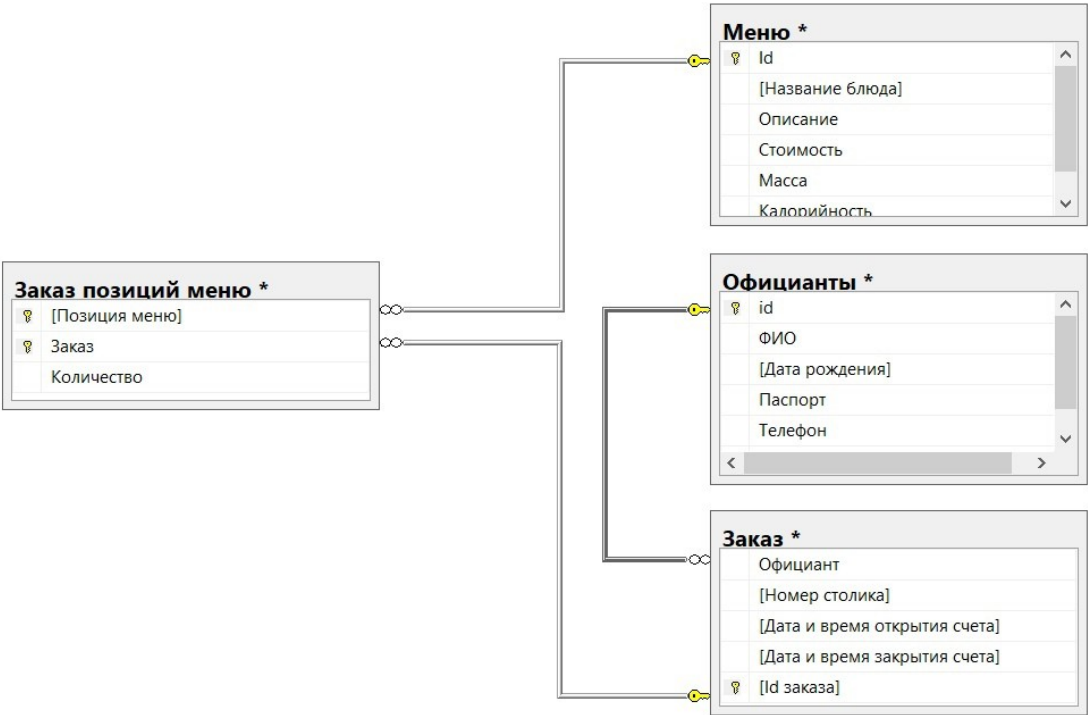 Меню *
Id
[Название блюда]
Описание
Стоимость
Масса
Калорийность
Заказ позиций меню *
[Позиция меню]
Заказ
Количество
Официанты *
id
ФИО
[Дата рождения]
Паспорт
Телефон
Заказ *
Официант
[Номер столика]
[Дата и время открытия счета]
[Дата и время закрытия счета]
[Id заказа]